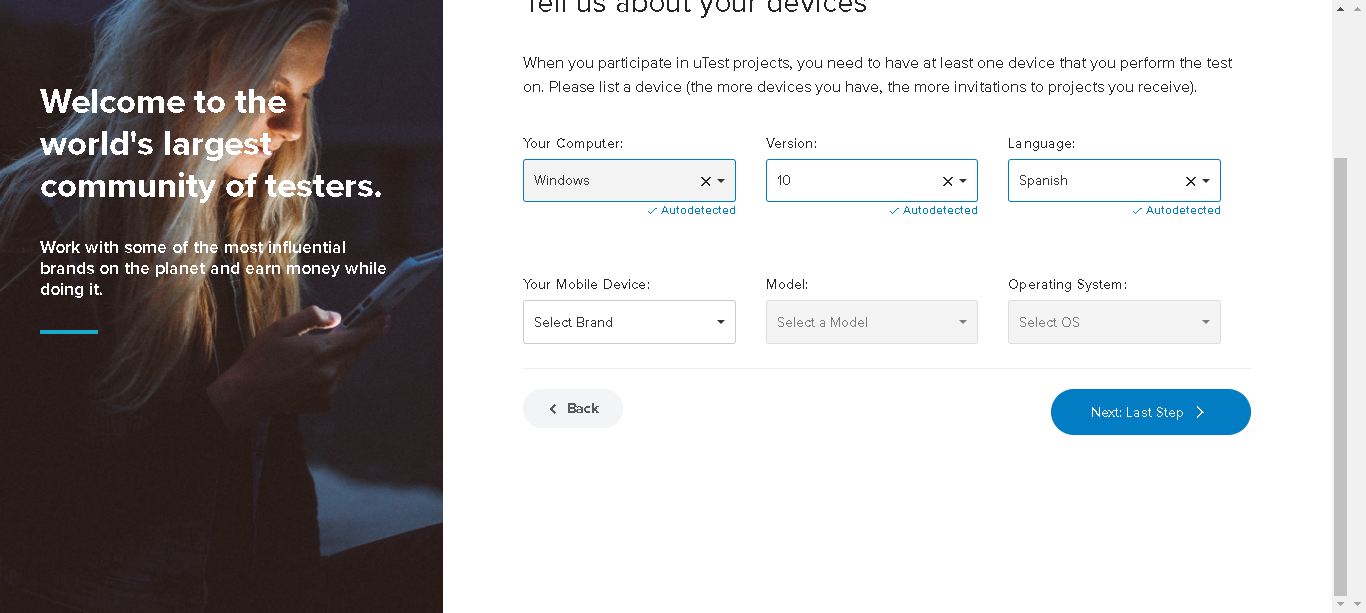 Tell us about your devices
Welcome to the
world's largest
community of testers.
Work with some of the most influential
brands on the planet and earn money while
doing it.
When you participate in uTest projects, you need to have at least one device that you perform the test
on. Please list a device (the more devices you have, the more invitations to projects you receive).
Your Computer: Version: Language:
Windows 10 Spanish
Autodetected Autodetected Autodetected
Your Mobile Device: Model: Operating System:
Select Brand Select a Model Select OS
Back Next: Last Step